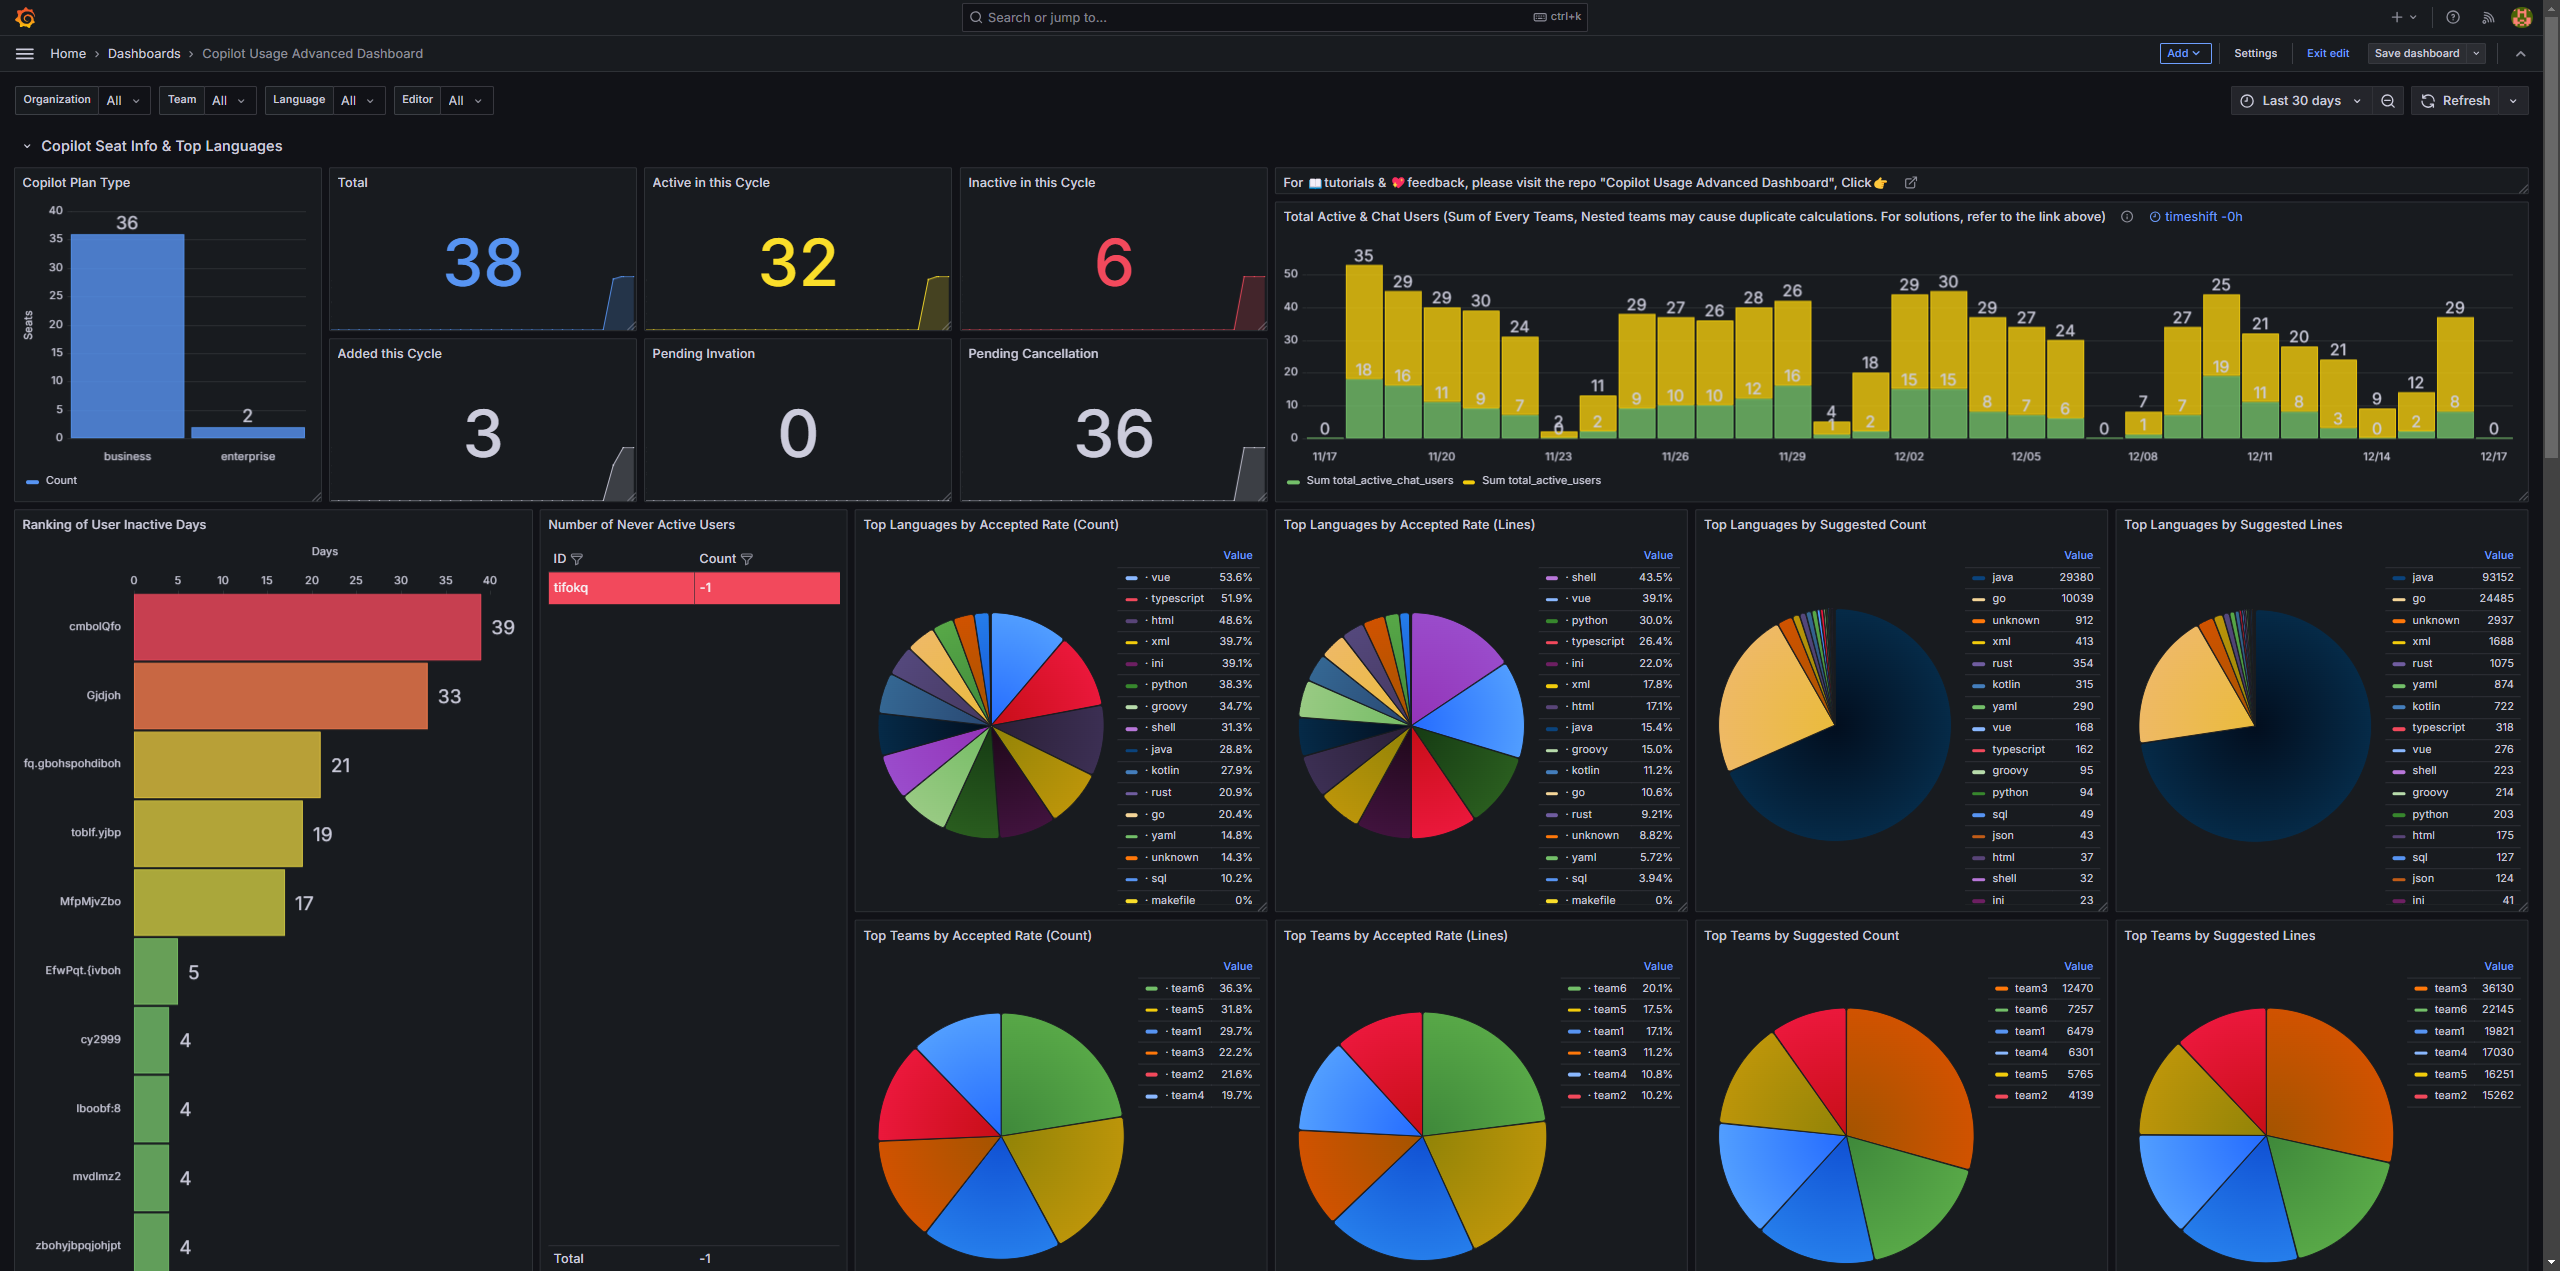 Search or jump to...
ctrl+k
Home › Dashboards › Copilot Usage Advanced Dashboard
Add
Settings
Exit edit
Save dashboard
Organization All
Team All
Language All
Editor All
Last 30 days
Refresh
Copilot Seat Info & Top Languages
Copilot Plan Type
Seats
40
35
30
25
20
15
10
5
0
36
2
business enterprise
Count
Total
38
Active in this Cycle
32
Inactive in this Cycle
6
Added this Cycle
3
Pending Invation
0
Pending Cancellation
36
For 📖tutorials & 💖feedback, please visit the repo "Copilot Usage Advanced Dashboard", Click👉
Total Active & Chat Users (Sum of Every Teams, Nested teams may cause duplicate calculations. For solutions, refer to the link above)
timeshift -0h
50
40
30
20
10
0
0 35 29 29 30 24 2 11 29 27 26 28 26 4 18 29 30 29 27 24 0 7 27 25 21 20 21 9 12 29 0
18 16 11 9 7 0 2 9 10 10 12 16 1 2 15 15 8 7 6 1 7 19 11 8 3 0 2 8
11/17 11/20 11/23 11/26 11/29 12/02 12/05 12/08 12/11 12/14 12/17
Sum total_active_chat_users Sum total_active_users
Ranking of User Inactive Days
Days
0 5 10 15 20 25 30 35 40
cmbolQfo 39
Gjdjoh 33
fq.gbohspohdiboh 21
toblf.yjbp 19
MfpMjvZbo 17
EfwPqt.{ivboh 5
cy2999 4
lboobf:8 4
mvdlmz2 4
zbohyjbpqjohjpt 4
Number of Never Active Users
ID Count
tifokq -1
Total -1
Top Languages by Accepted Rate (Count)
Value
· vue 53.6%
· typescript 51.9%
· html 48.6%
· xml 39.7%
· ini 39.1%
· python 38.3%
· groovy 34.7%
· shell 31.3%
· java 28.8%
· kotlin 27.9%
· rust 20.9%
· go 20.4%
· yaml 14.8%
· unknown 14.3%
· sql 10.2%
· makefile 0%
Top Languages by Accepted Rate (Lines)
Value
· shell 43.5%
· vue 39.1%
· python 30.0%
· typescript 26.4%
· ini 22.0%
· xml 17.8%
· html 17.1%
· java 15.4%
· groovy 15.0%
· kotlin 11.2%
· go 10.6%
· rust 9.21%
· unknown 8.82%
· yaml 5.72%
· sql 3.94%
· makefile 0%
Top Languages by Suggested Count
Value
java 29380
go 10039
unknown 912
xml 413
rust 354
kotlin 315
yaml 290
vue 168
typescript 162
groovy 95
python 94
sql 49
json 43
html 37
shell 32
ini 23
Top Languages by Suggested Lines
Value
java 93152
go 24485
unknown 2937
xml 1688
rust 1075
yaml 874
kotlin 722
typescript 318
vue 276
shell 223
groovy 214
python 203
html 175
sql 127
json 124
ini 41
Top Teams by Accepted Rate (Count)
Value
· team6 36.3%
· team5 31.8%
· team1 29.7%
· team3 22.2%
· team2 21.6%
· team4 19.7%
Top Teams by Accepted Rate (Lines)
Value
· team6 20.1%
· team5 17.5%
· team1 17.1%
· team3 11.2%
· team4 10.8%
· team2 10.2%
Top Teams by Suggested Count
Value
team3 12470
team6 7257
team1 6479
team4 6301
team5 5765
team2 4139
Top Teams by Suggested Lines
Value
team3 36130
team6 22145
team1 19821
team4 17030
team5 16251
team2 15262